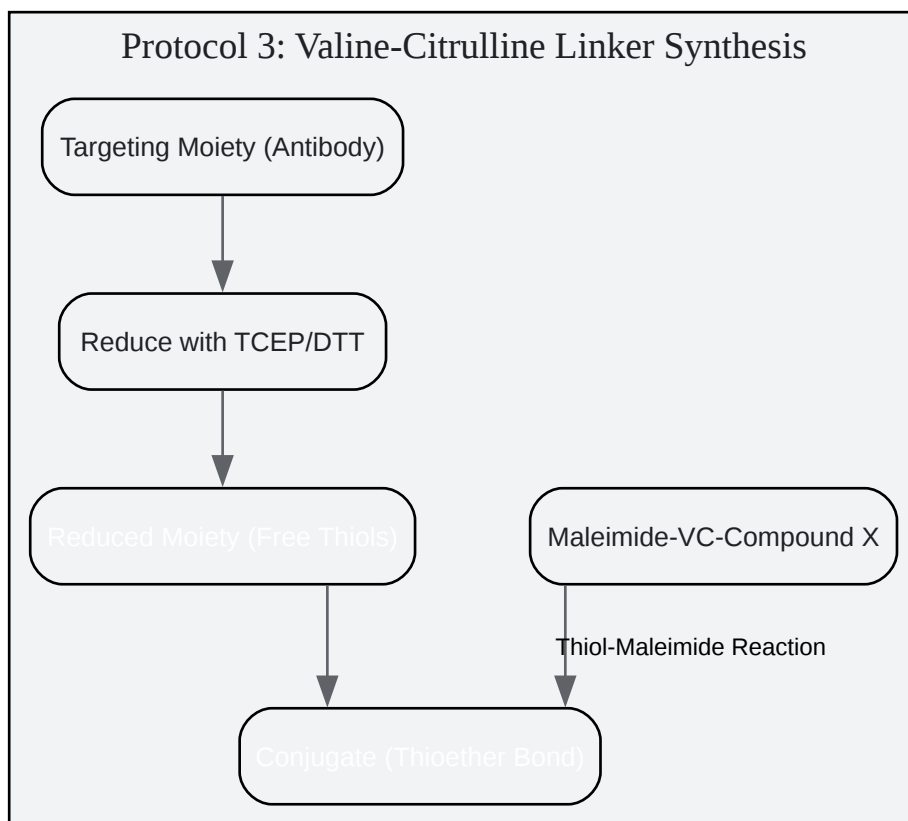 Protocol 3: Valine-Citrulline Linker Synthesis
Targeting Moiety (Antibody)
Reduce with TCEP/DTT
Reduced Moiety (Free Thiols)
Maleimide-VC-Compound X
Thiol-Maleimide Reaction
Conjugate (Thioether Bond)